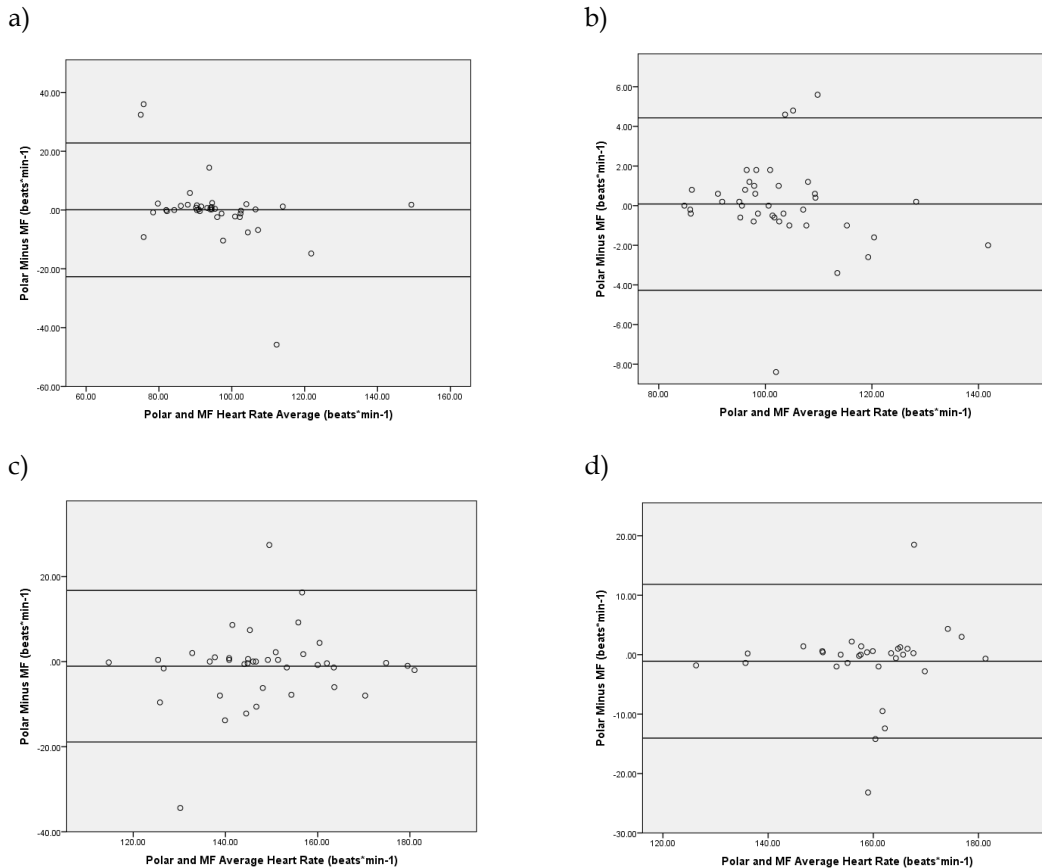 a)
b)
Polar Minus MF (beats*min-1)
40.00
20.00
.00
-20.00
-40.00
-60.00
60.00 80.00 100.00 120.00 140.00 160.00
Polar and MF Heart Rate Average (beats*min-1)
Polar Minus MF (beats*min-1)
6.00
4.00
2.00
.00
-2.00
-4.00
-6.00
-8.00
80.00 100.00 120.00 140.00
Polar and MF Average Heart Rate (beats*min-1)
c)
d)
Polar Minus MF (beats*min-1)
20.00
.00
-20.00
-40.00
120.00 140.00 160.00 180.00
Polar and MF Average Heart Rate (beats*min-1)
Polar Minus MF (beats*min-1)
20.00
10.00
.00
-10.00
-20.00
-30.00
120.00 140.00 160.00 180.00
Polar and MF Average Heart Rate (beats*min-1)